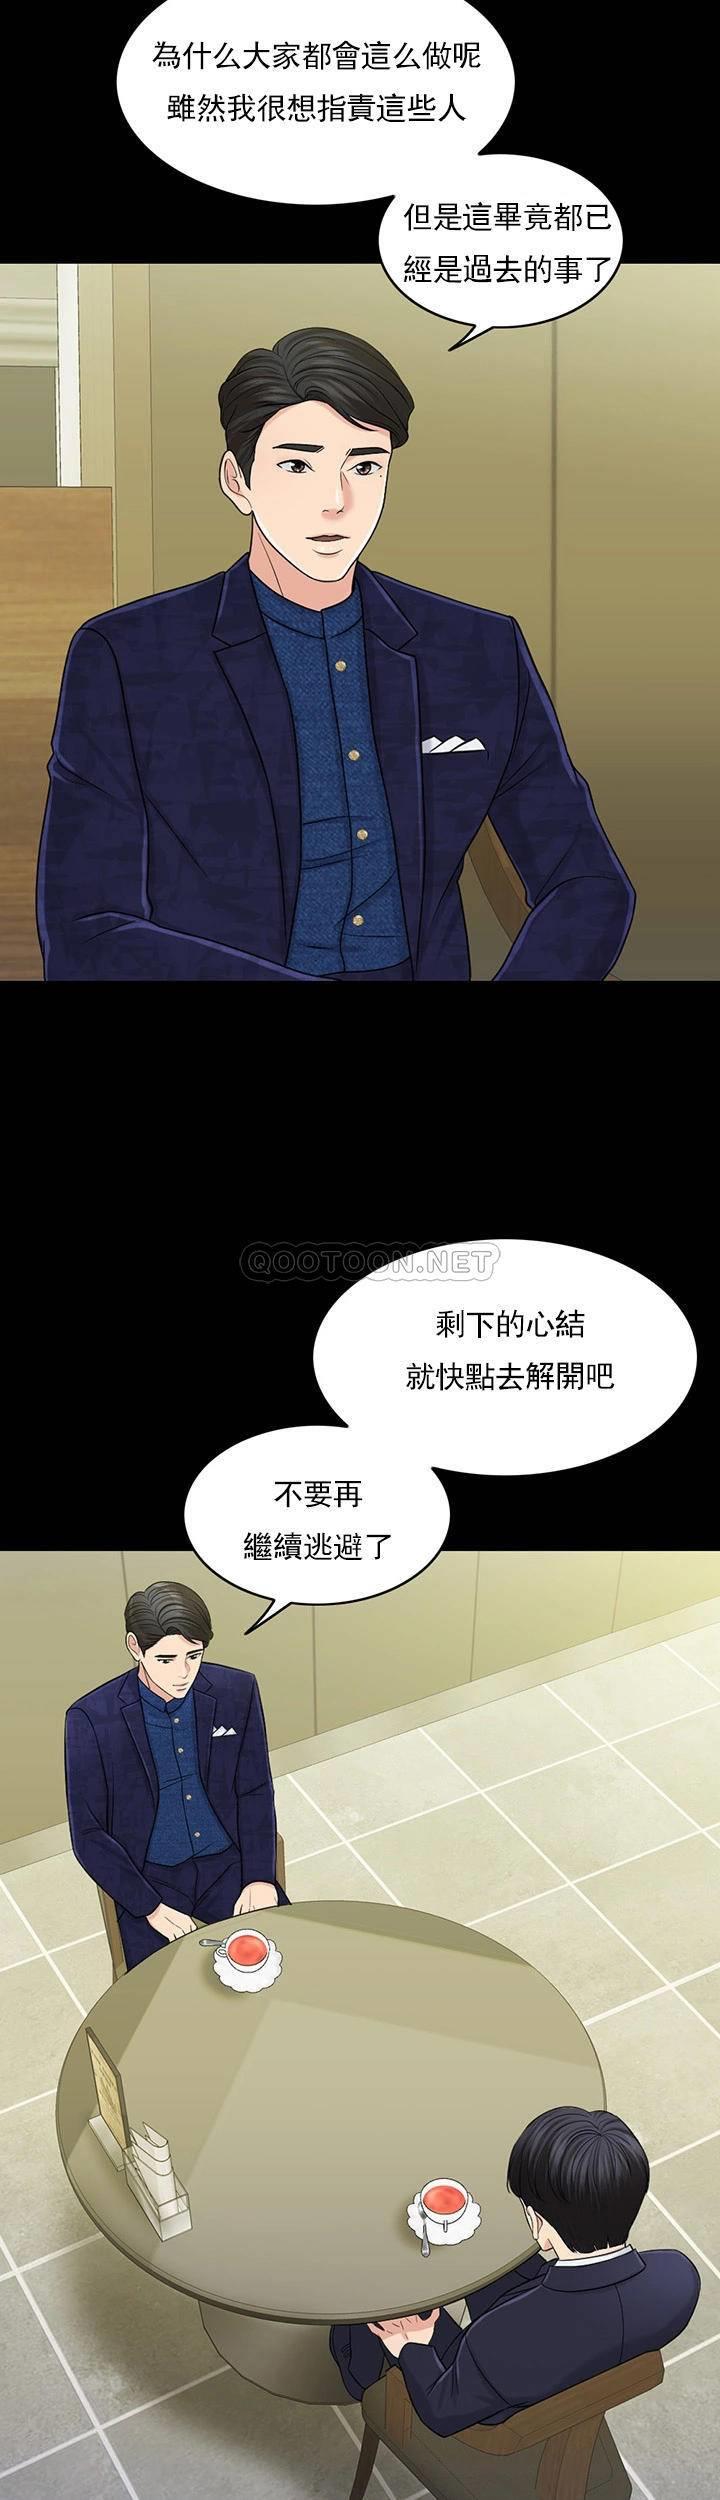 為什么大家都會這么做呢
雖然我很想指責這些人
但是這畢竟都已
經是過去的事了
QOOTOON.NET
剩下的心結
就快點去解開吧
不要再
繼續逃避了